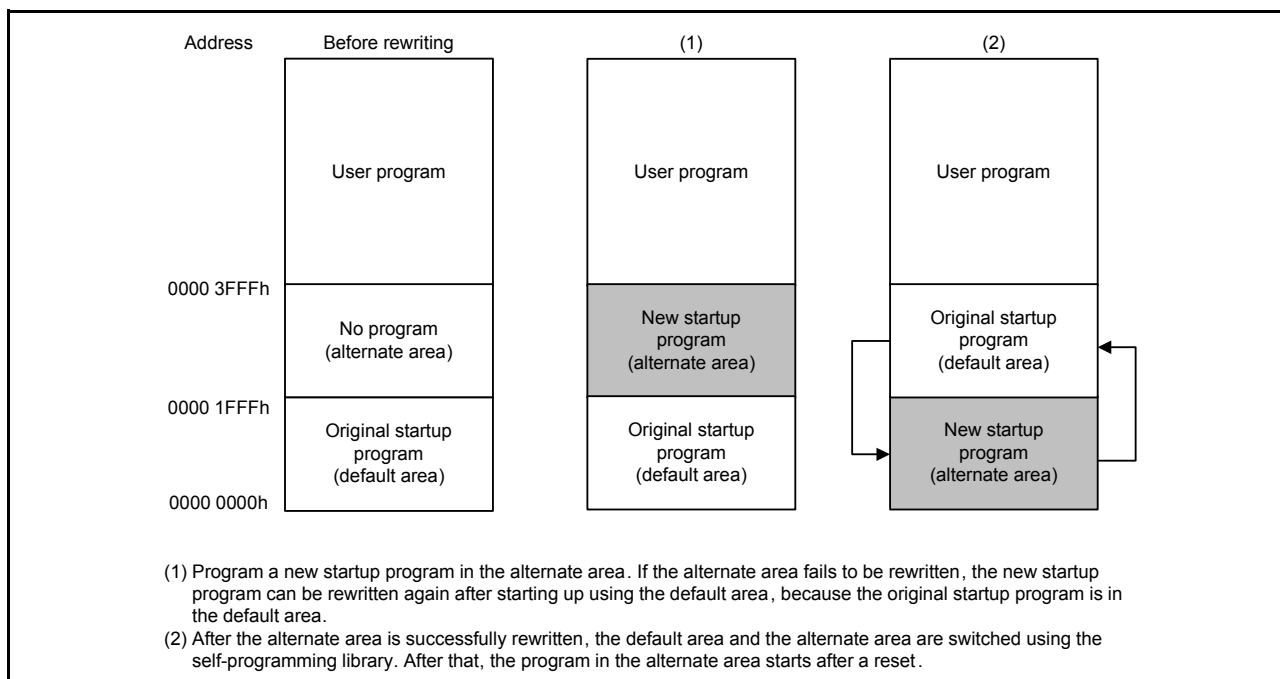 Address Before rewriting (1) (2)
User program User program User program
0000 3FFFh
No program
(alternate area)
New startup
program
(alternate area)
Original startup
program
(default area)
0000 1FFFh
Original startup
program
(default area)
Original startup
program
(default area)
New startup
program
(alternate area)
0000 0000h
(1) Program a new startup program in the alternate area. If the alternate area fails to be rewritten, the new startup
program can be rewritten again after starting up using the default area, because the original startup program is in
the default area.
(2) After the alternate area is successfully rewritten, the default area and the alternate area are switched using the
self-programming library. After that, the program in the alternate area starts after a reset.